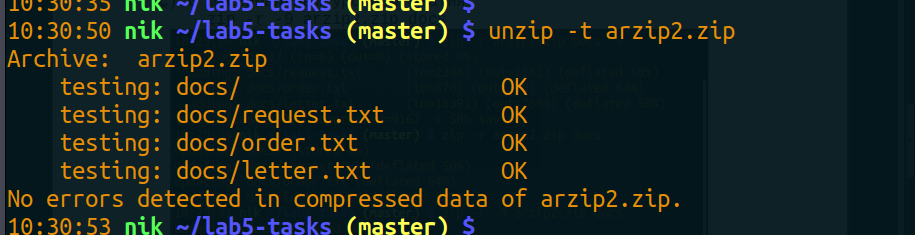 10:30:35 nik ~/lab5-tasks (master) $
10:30:50 nik ~/lab5-tasks (master) $ unzip -t arzip2.zip
Archive:  arzip2.zip
    testing: docs/                    OK
    testing: docs/request.txt         OK
    testing: docs/order.txt           OK
    testing: docs/letter.txt          OK
No errors detected in compressed data of arzip2.zip.
10:30:53 nik ~/lab5-tasks (master) $